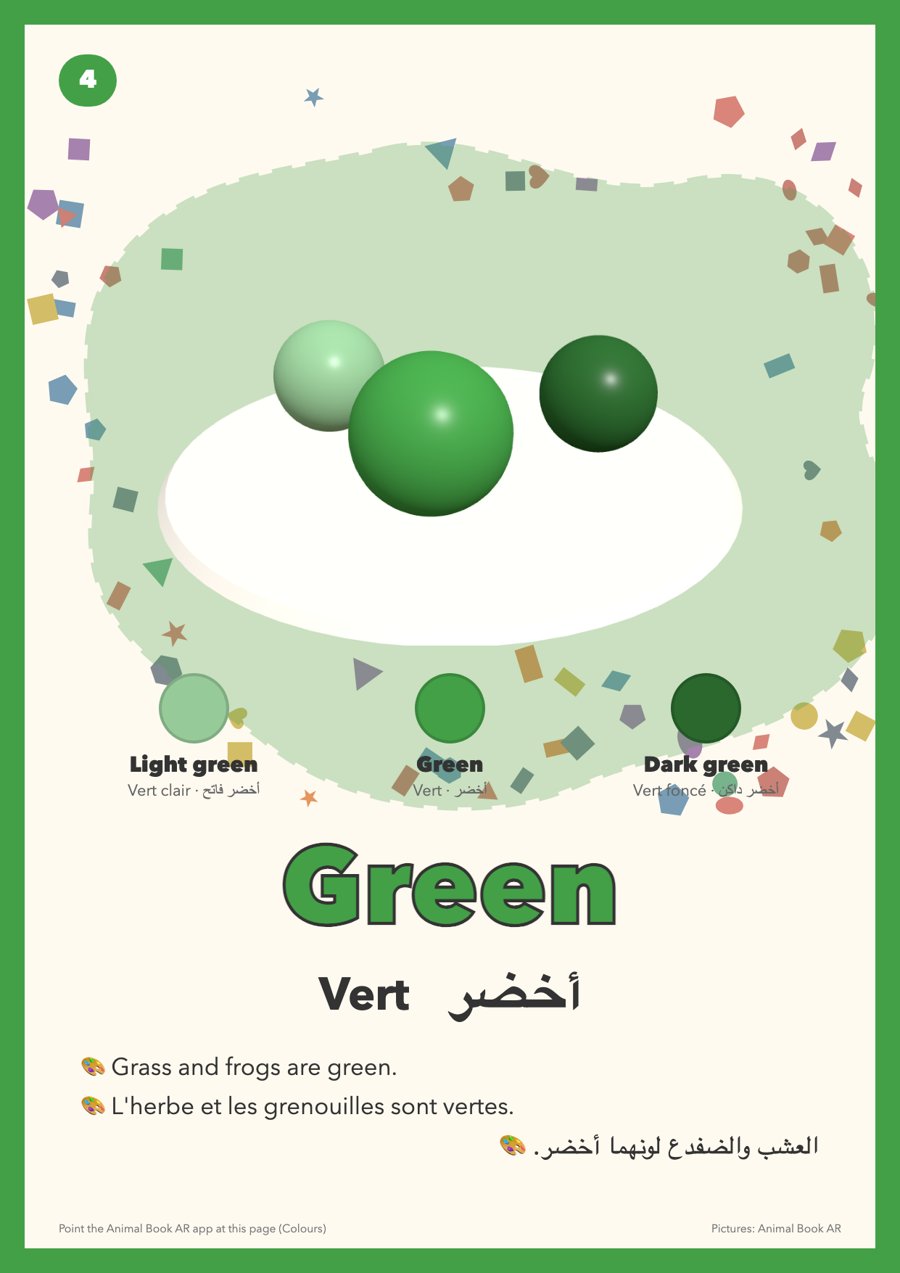 4
Light green
Vert clair · أخضر فاتح
Green
Vert · أخضر
Dark green
Vert foncé · أخضر داكن
Green
Vert أخضر
🎨 Grass and frogs are green.
🎨 L'herbe et les grenouilles sont vertes.
🎨 العشب والضفدع لونهما أخضر.
Point the Animal Book AR app at this page (Colours)
Pictures: Animal Book AR